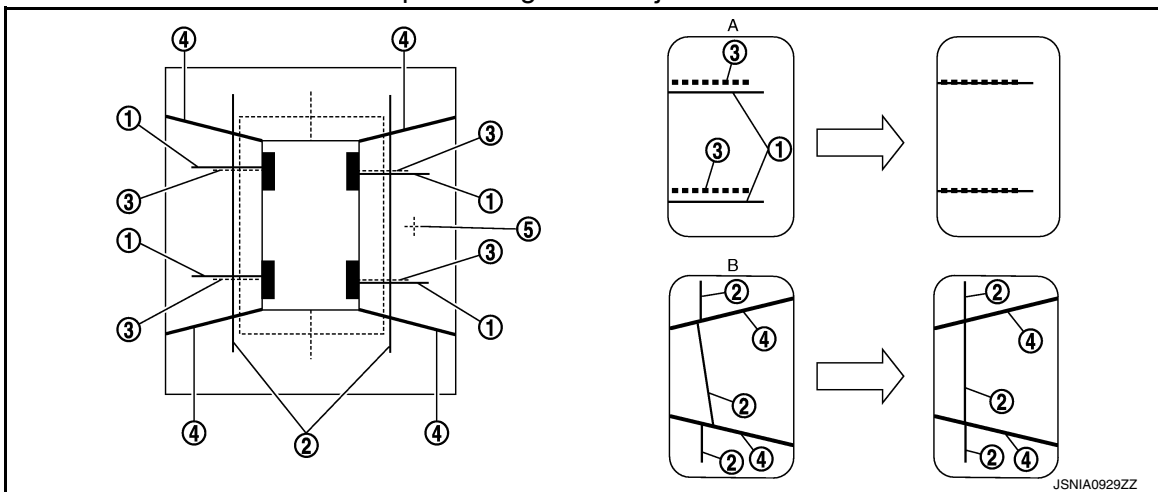 ④ ④
① ③
③ ①
⑤
① ③
③ ①
④ ② ④
A
③
③ ①
B
② ②
④ ④
② ②
② ④ ② ④
JSNIA0929ZZ